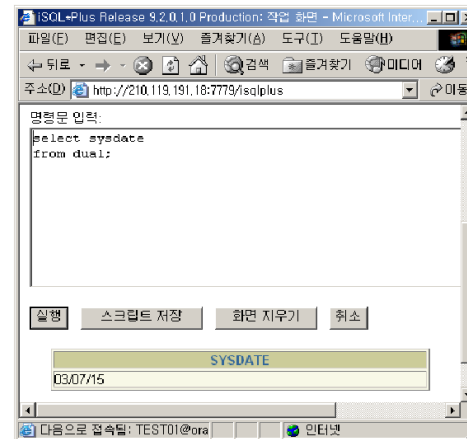 iSQL*Plus Release 9.2.0.1.0 Production: 작업 화면 - Microsoft Inter...
파일(F) 편집(E) 보기(V) 즐겨찾기(A) 도구(T) 도움말(H)
뒤로 검색 즐겨찾기 미디어
주소(D) http://210.119.191.18:7779/isqlplus 이동
명령문 입력:
select sysdate
from dual;
실행 스크립트 저장 화면 지우기 취소
SYSDATE
03/07/15
다음으로 접속됨: TEST01@ora 인터넷